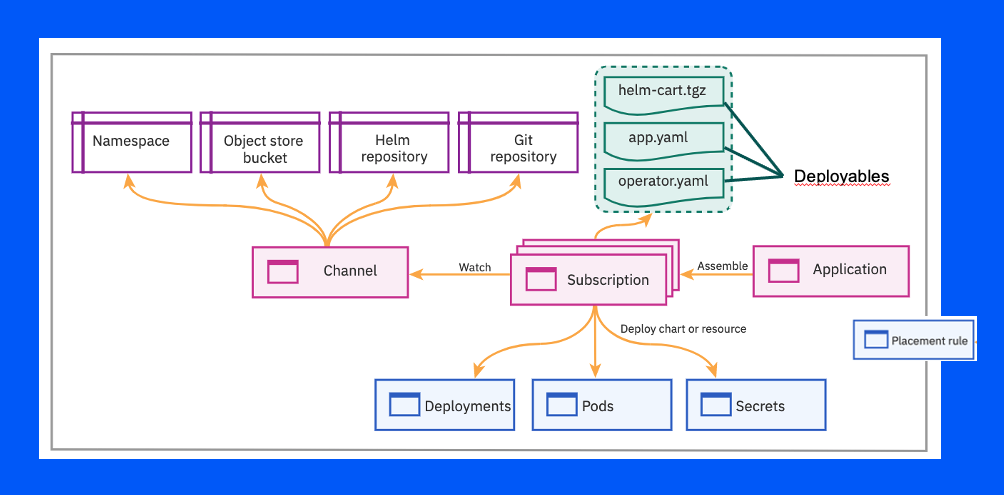 helm-cart.tgz
app.yaml
operator.yaml
Deployables
Namespace
Object store
bucket
Helm
repository
Git
repository
Channel
Watch
Subscription
Assemble
Application
Deploy chart or resource
Placement rule
Deployments
Pods
Secrets